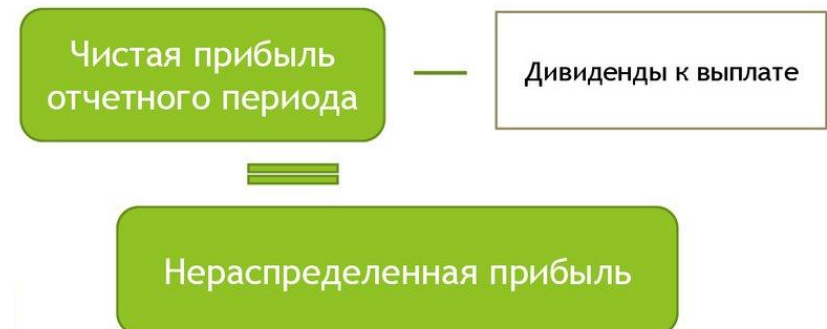 Чистая прибыль
отчетного периода
Дивиденды к выплате
Нераспределенная прибыль